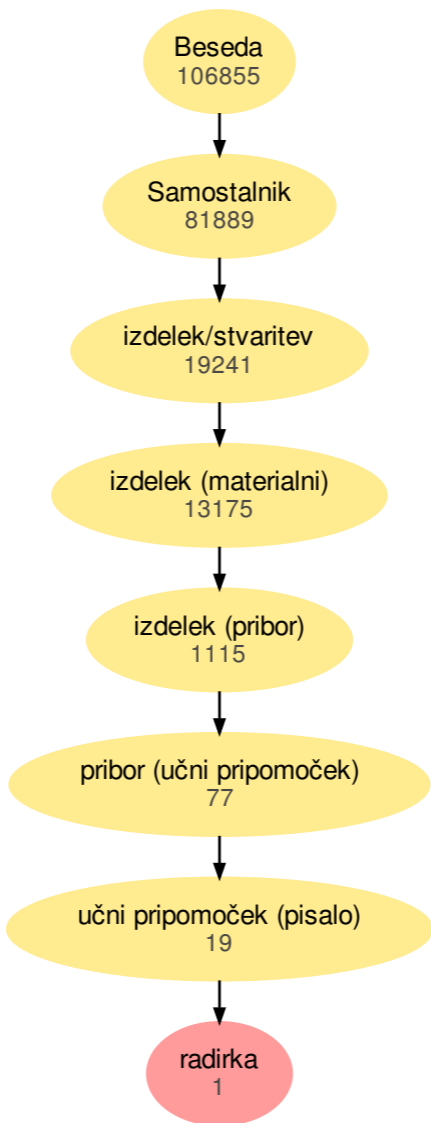 Beseda
106855
Samostalnik
81889
izdelek/stvaritev
19241
izdelek (materialni)
13175
izdelek (pribor)
1115
pribor (učni pripomoček)
77
učni pripomoček (pisalo)
19
radirka
1